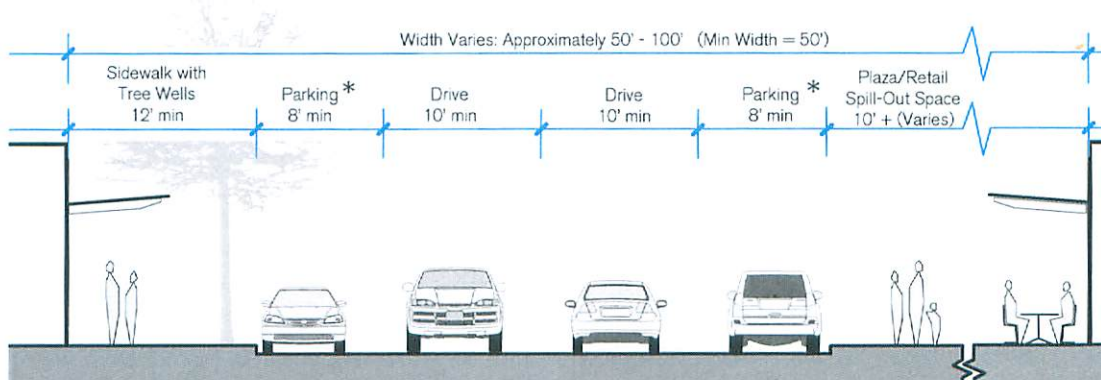 Width Varies: Approximately 50' - 100' (Min Width = 50')
Sidewalk with
Tree Wells
12' min
Parking *
8' min
Drive
10' min
Drive
10' min
Parking *
8' min
Plaza/Retail
Spill-Out Space
10' + (Varies)